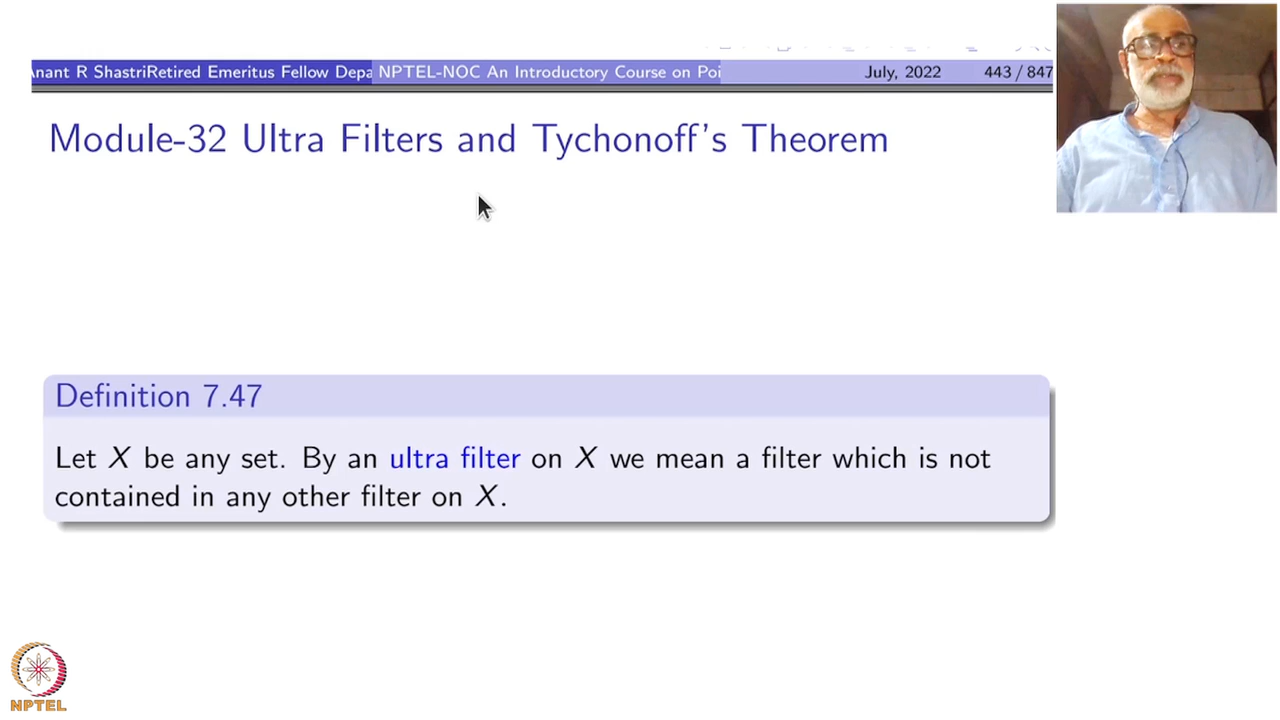 Anant R ShastriRetired Emeritus Fellow Depa NPTEL-NOC An Introductory Course on Poi July, 2022 443 / 847
Module-32 Ultra Filters and Tychonoff's Theorem
Definition 7.47
Let X be any set. By an ultra filter on X we mean a filter which is not
contained in any other filter on X.
NPTEL